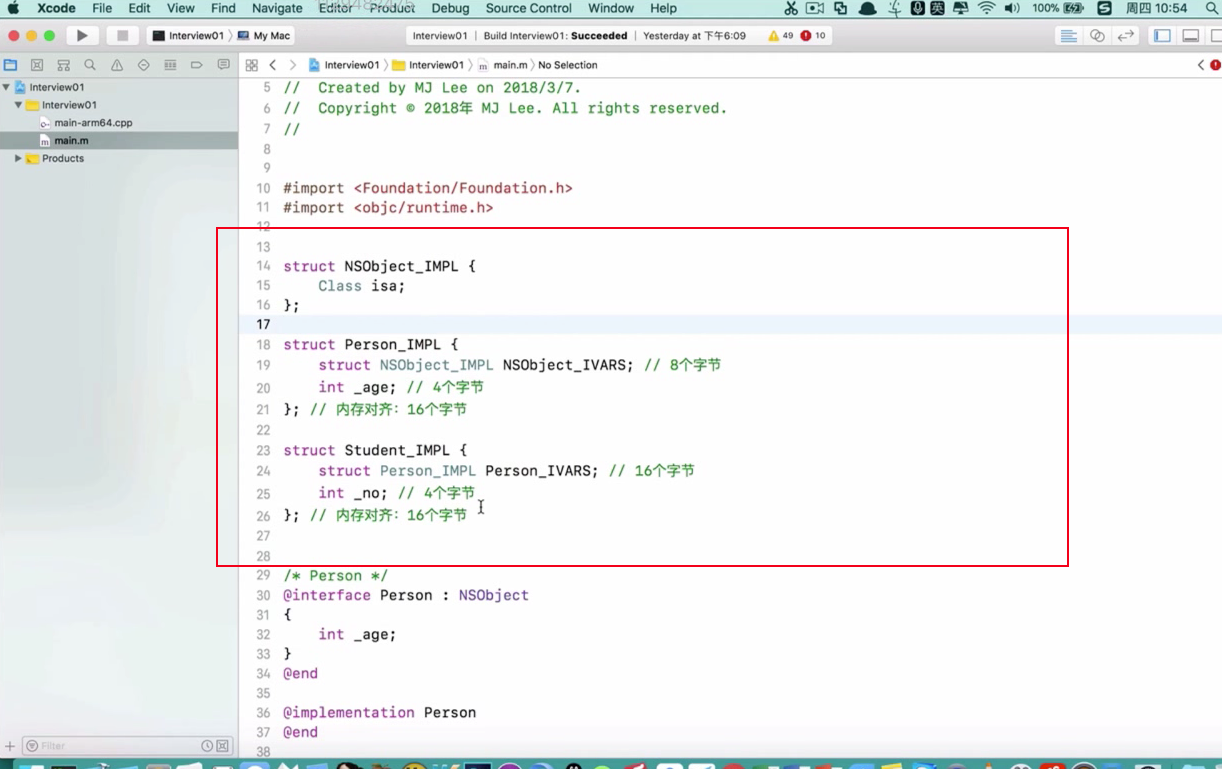 Xcode File Edit View Find Navigate Editor Product Debug Source Control Window Help 100% 周四 10:54
Interview01 My Mac Interview01 | Build Interview01: Succeeded | Yesterday at 下午6:09 49 10
Interview01 Interview01 main.m No Selection
Interview01
Interview01
main-arm64.cpp
main.m
Products
5 // Created by MJ Lee on 2018/3/7.
6 // Copyright © 2018年 MJ Lee. All rights reserved.
7 //
8
9
10 #import <Foundation/Foundation.h>
11 #import <objc/runtime.h>
12
13
14 struct NSObject_IMPL {
15 Class isa;
16 };
17
18 struct Person_IMPL {
19 struct NSObject_IMPL NSObject_IVARS; // 8个字节
20 int _age; // 4个字节
21 }; // 内存对齐：16个字节
22
23 struct Student_IMPL {
24 struct Person_IMPL Person_IVARS; // 16个字节
25 int _no; // 4个字节
26 }; // 内存对齐：16个字节
27
28
29 /* Person */
30 @interface Person : NSObject
31 {
32 int _age;
33 }
34 @end
35
36 @implementation Person
37 @end
38
Filter